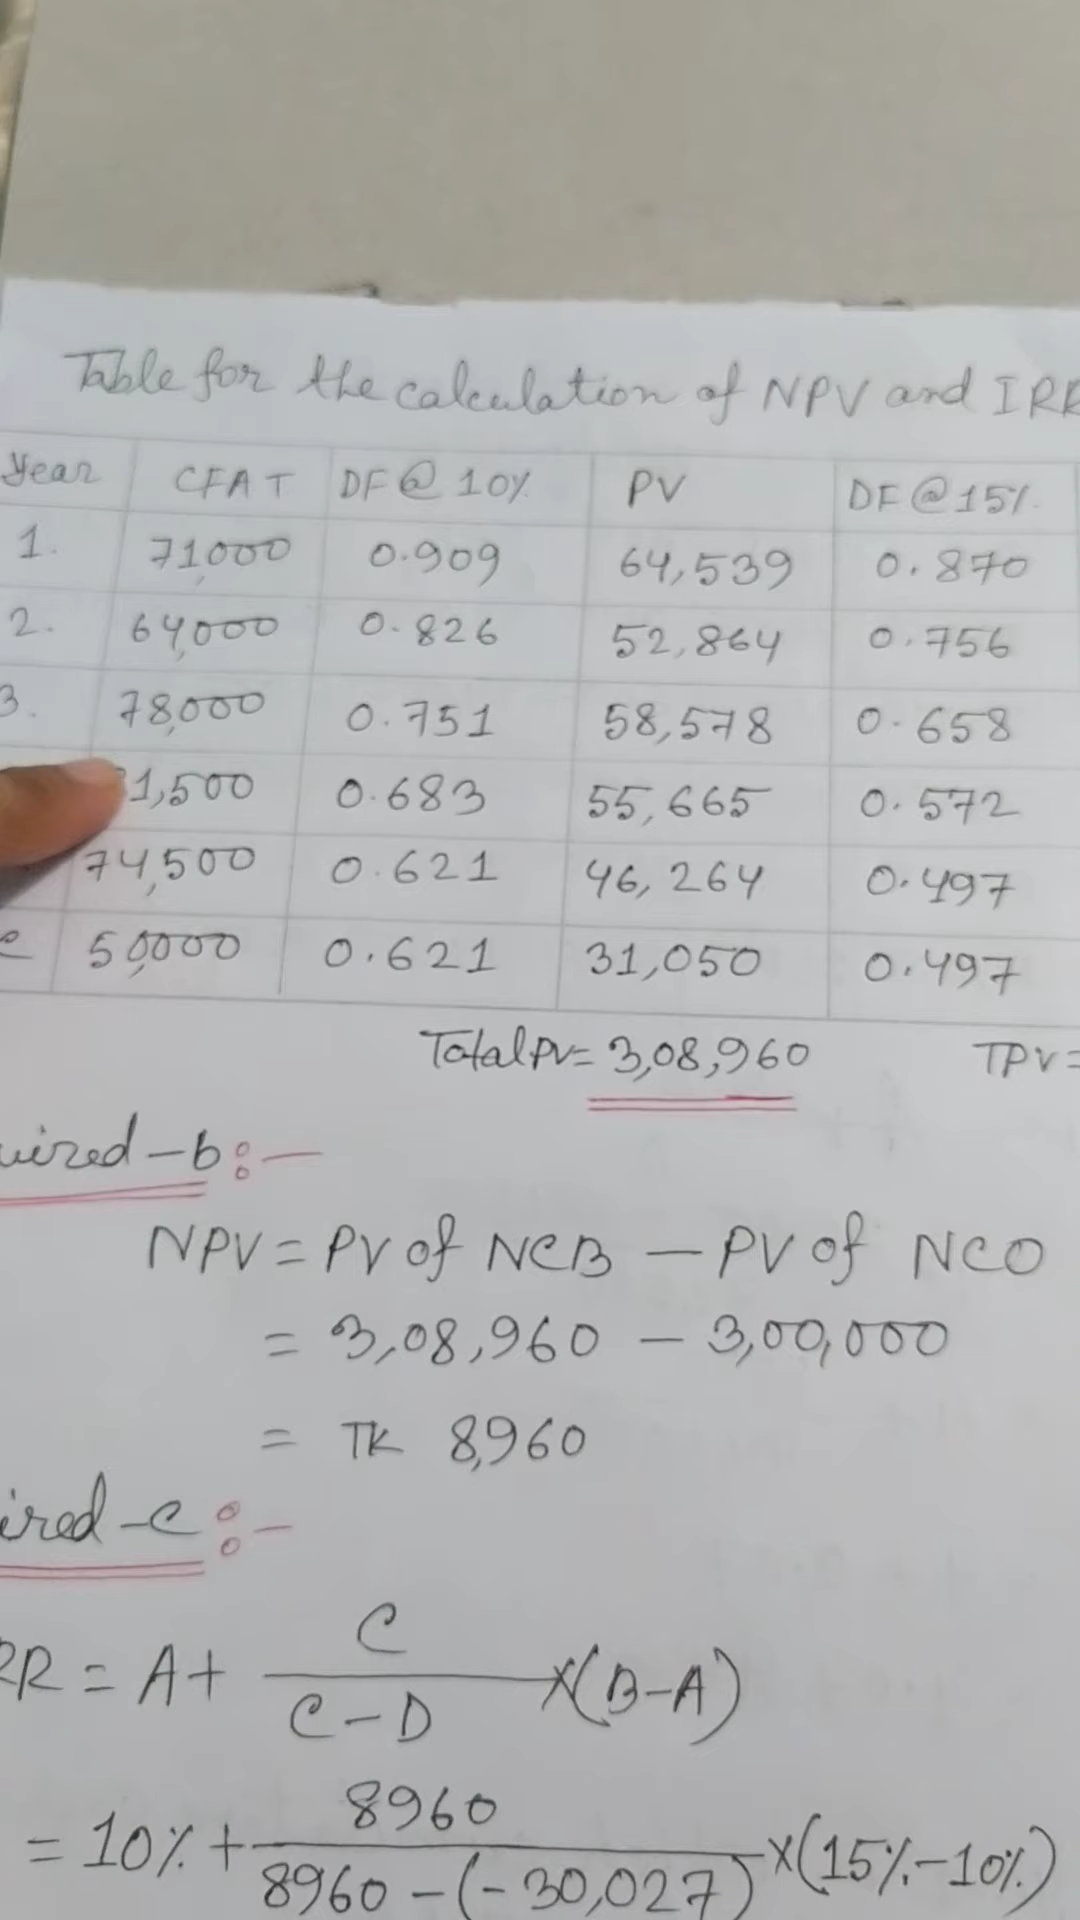 Table for the calculation of NPV and IRR
Year CFAT DF@10% PV DF@15%
1. 71,000 0.909 64,539 0.870
2. 64,000 0.826 52,864 0.756
3. 78,000 0.751 58,578 0.658
1,500 0.683 55,665 0.572
74,500 0.621 46,264 0.497
e 50,000 0.621 31,050 0.497
Total PV= 3,08,960 TPV=
uired-b:-
NPV = PV of NCB - PV of NCO
= 3,08,960 - 3,00,000
= TK 8,960
ired-c:-
C
RR = A+ ×(B-A)
C-D
8960
= 10% + ×(15%-10%)
8960-(-30,027)